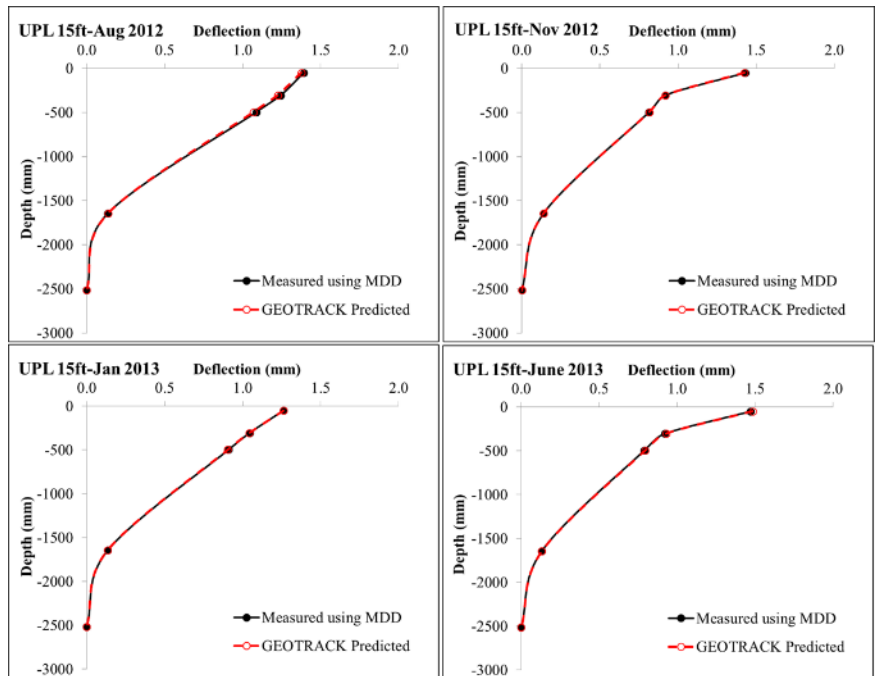 UPL 15ft-Aug 2012 Deflection (mm)
0.0 0.5 1.0 1.5 2.0
0
-500
-1000
-1500
-2000
-2500
-3000
Depth (mm)
Measured using MDD
GEOTRACK Predicted
UPL 15ft-Nov 2012 Deflection (mm)
0.0 0.5 1.0 1.5 2.0
0
-500
-1000
-1500
-2000
-2500
-3000
Depth (mm)
Measured using MDD
GEOTRACK Predicted
UPL 15ft-Jan 2013 Deflection (mm)
0.0 0.5 1.0 1.5 2.0
0
-500
-1000
-1500
-2000
-2500
-3000
Depth (mm)
Measured using MDD
GEOTRACK Predicted
UPL 15ft-June 2013 Deflection (mm)
0.0 0.5 1.0 1.5 2.0
0
-500
-1000
-1500
-2000
-2500
-3000
Depth (mm)
Measured using MDD
GEOTRACK Predicted